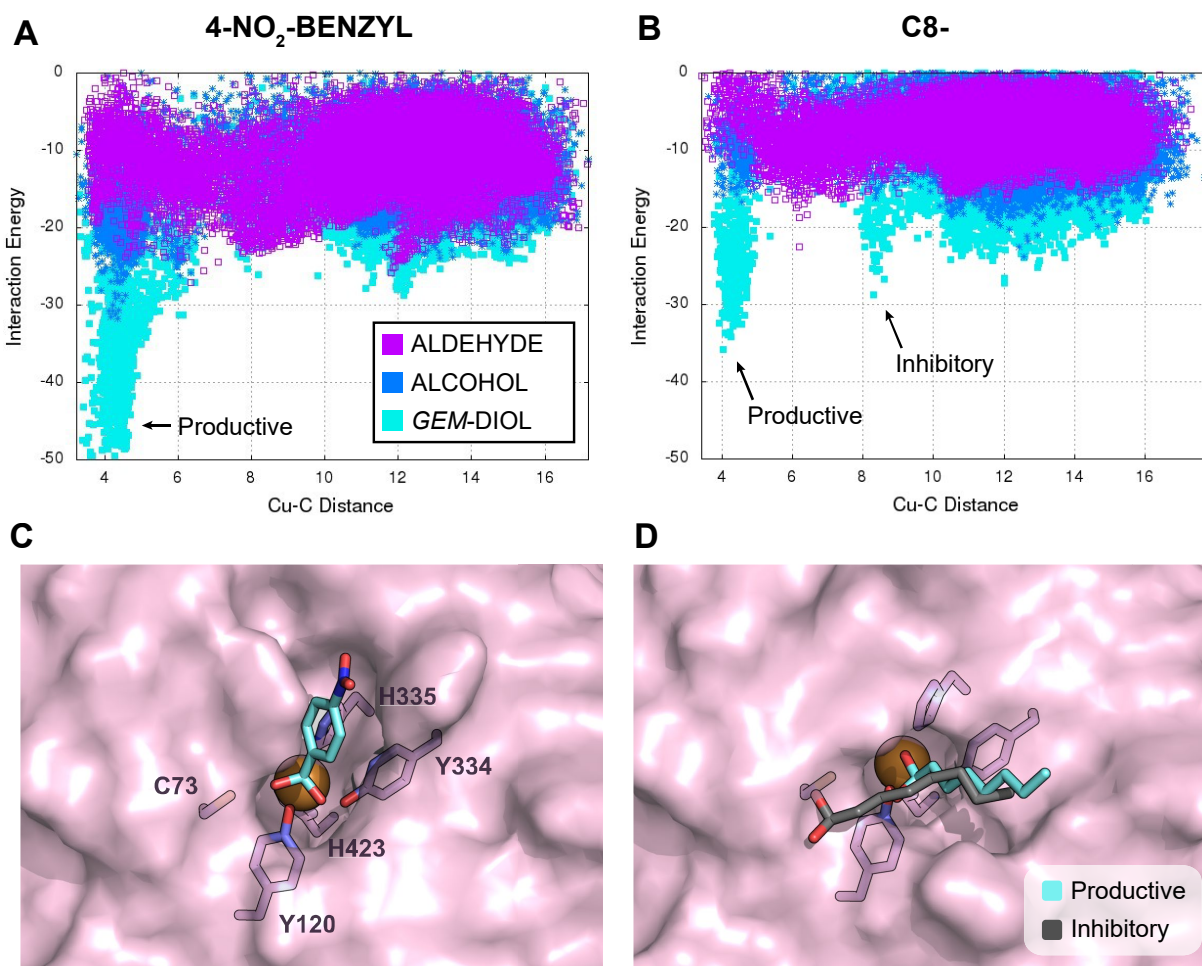 A
4-NO2-BENZYL
B
C8-
0
-10
-20
-30
-40
-50
Interaction Energy
4 6 8 10 12 14 16
Cu-C Distance
ALDEHYDE
ALCOHOL
GEM-DIOL
Productive
0
-10
-20
-30
-40
-50
Interaction Energy
4 6 8 10 12 14 16
Cu-C Distance
Inhibitory
Productive
C
H335
Y334
C73
H423
Y120
D
Productive
Inhibitory